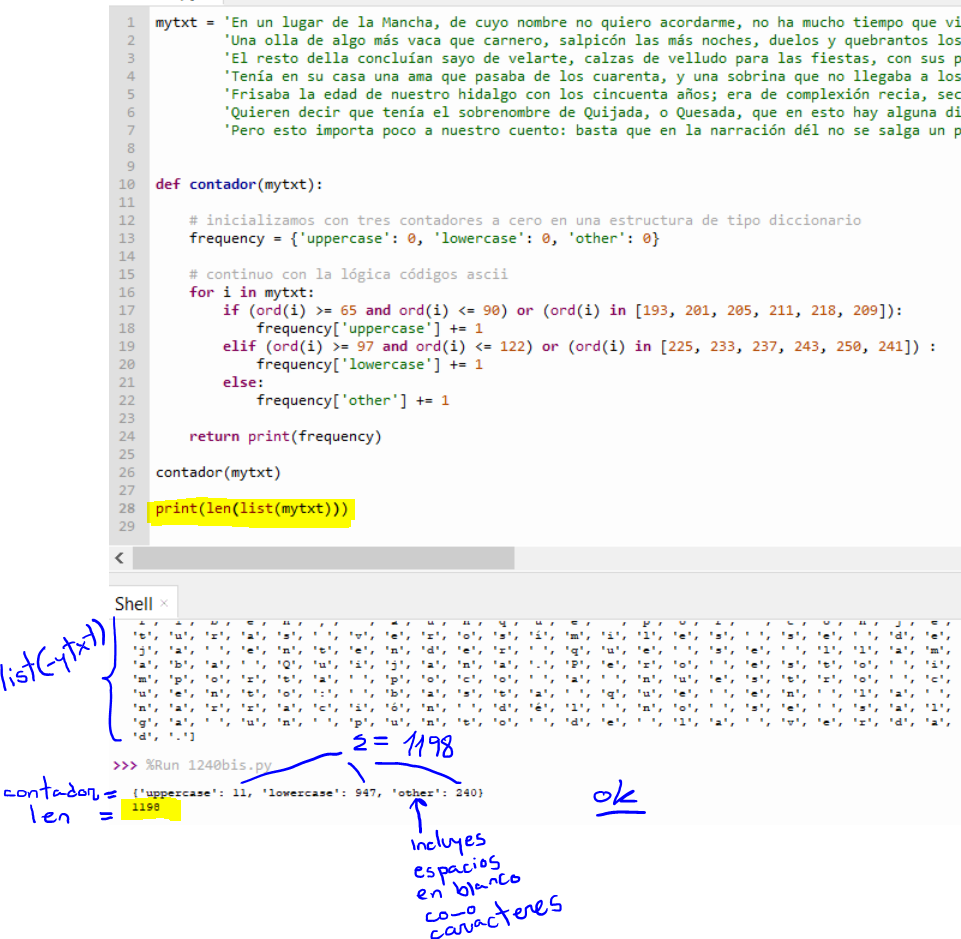 1 mytxt = 'En un lugar de la Mancha, de cuyo nombre no quiero acordarme, no ha mucho tiempo que vi
2 'Una olla de algo más vaca que carnero, salpicón las más noches, duelos y quebrantos los
3 'El resto della concluían sayo de velarte, calzas de velludo para las fiestas, con sus p
4 'Tenía en su casa una ama que pasaba de los cuarenta, y una sobrina que no llegaba a los
5 'Frisaba la edad de nuestro hidalgo con los cincuenta años; era de complexión recia, sec
6 'Quieren decir que tenía el sobrenombre de Quijada, o Quesada, que en esto hay alguna di
7 'Pero esto importa poco a nuestro cuento: basta que en la narración dél no se salga un p
8
9
10 def contador(mytxt):
11
12 # inicializamos con tres contadores a cero en una estructura de tipo diccionario
13 frequency = {'uppercase': 0, 'lowercase': 0, 'other': 0}
14
15 # continuo con la lógica códigos ascii
16 for i in mytxt:
17 if (ord(i) >= 65 and ord(i) <= 90) or (ord(i) in [193, 201, 205, 211, 218, 209]):
18 frequency['uppercase'] += 1
19 elif (ord(i) >= 97 and ord(i) <= 122) or (ord(i) in [225, 233, 237, 243, 250, 241]) :
20 frequency['lowercase'] += 1
21 else:
22 frequency['other'] += 1
23
24 return print(frequency)
25
26 contador(mytxt)
27
28 print(len(list(mytxt)))
29
Shell
list(mytxt)
't', 'u', 'r', 'a', 's', ' ', 'v', 'e', 'r', 'o', 's', 'í', 'm', 'i', 'l', 'e', 's', ' ', 's', 'e', ' ', 'd', 'e',
'j', 'a', ' ', 'e', 'n', 't', 'e', 'n', 'd', 'e', 'r', ' ', 'q', 'u', 'e', ' ', 's', 'e', ' ', 'l', 'l', 'a', 'm',
'a', 'b', 'a', ' ', 'Q', 'u', 'i', 'j', 'a', 'n', 'a', '.', 'P', 'e', 'r', 'o', ' ', 'e', 's', 't', 'o', ' ', 'i',
'm', 'p', 'o', 'r', 't', 'a', ' ', 'p', 'o', 'c', 'o', ' ', 'a', ' ', 'n', 'u', 'e', 's', 't', 'r', 'o', ' ', 'c',
'u', 'e', 'n', 't', 'o', ':', ' ', 'b', 'a', 's', 't', 'a', ' ', 'q', 'u', 'e', ' ', 'e', 'n', ' ', 'l', 'a', ' ',
'n', 'a', 'r', 'r', 'a', 'c', 'i', 'ó', 'n', ' ', 'd', 'é', 'l', ' ', 'n', 'o', ' ', 's', 'e', ' ', 's', 'a', 'l',
'g', 'a', ' ', 'u', 'n', ' ', 'p', 'u', 'n', 't', 'o', ' ', 'd', 'e', ' ', 'l', 'a', ' ', 'v', 'e', 'r', 'd', 'a',
'd', '.']
Σ = 1198
>>> %Run 1240bis.py
contador = {'uppercase': 11, 'lowercase': 947, 'other': 240}
len = 1198
ok
incluyes
espacios
en blanco
como
caracteres